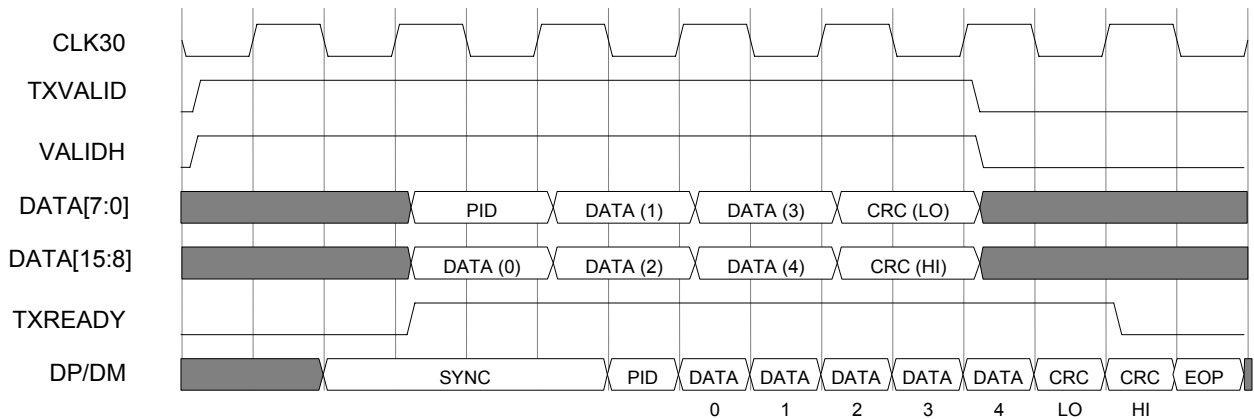 CLK30
TXVALID
VALIDH
DATA[7:0] PID DATA (1) DATA (3) CRC (LO)
DATA[15:8] DATA (0) DATA (2) DATA (4) CRC (HI)
TXREADY
DP/DM SYNC PID DATA DATA DATA DATA DATA CRC CRC EOP
0 1 2 3 4 LO HI